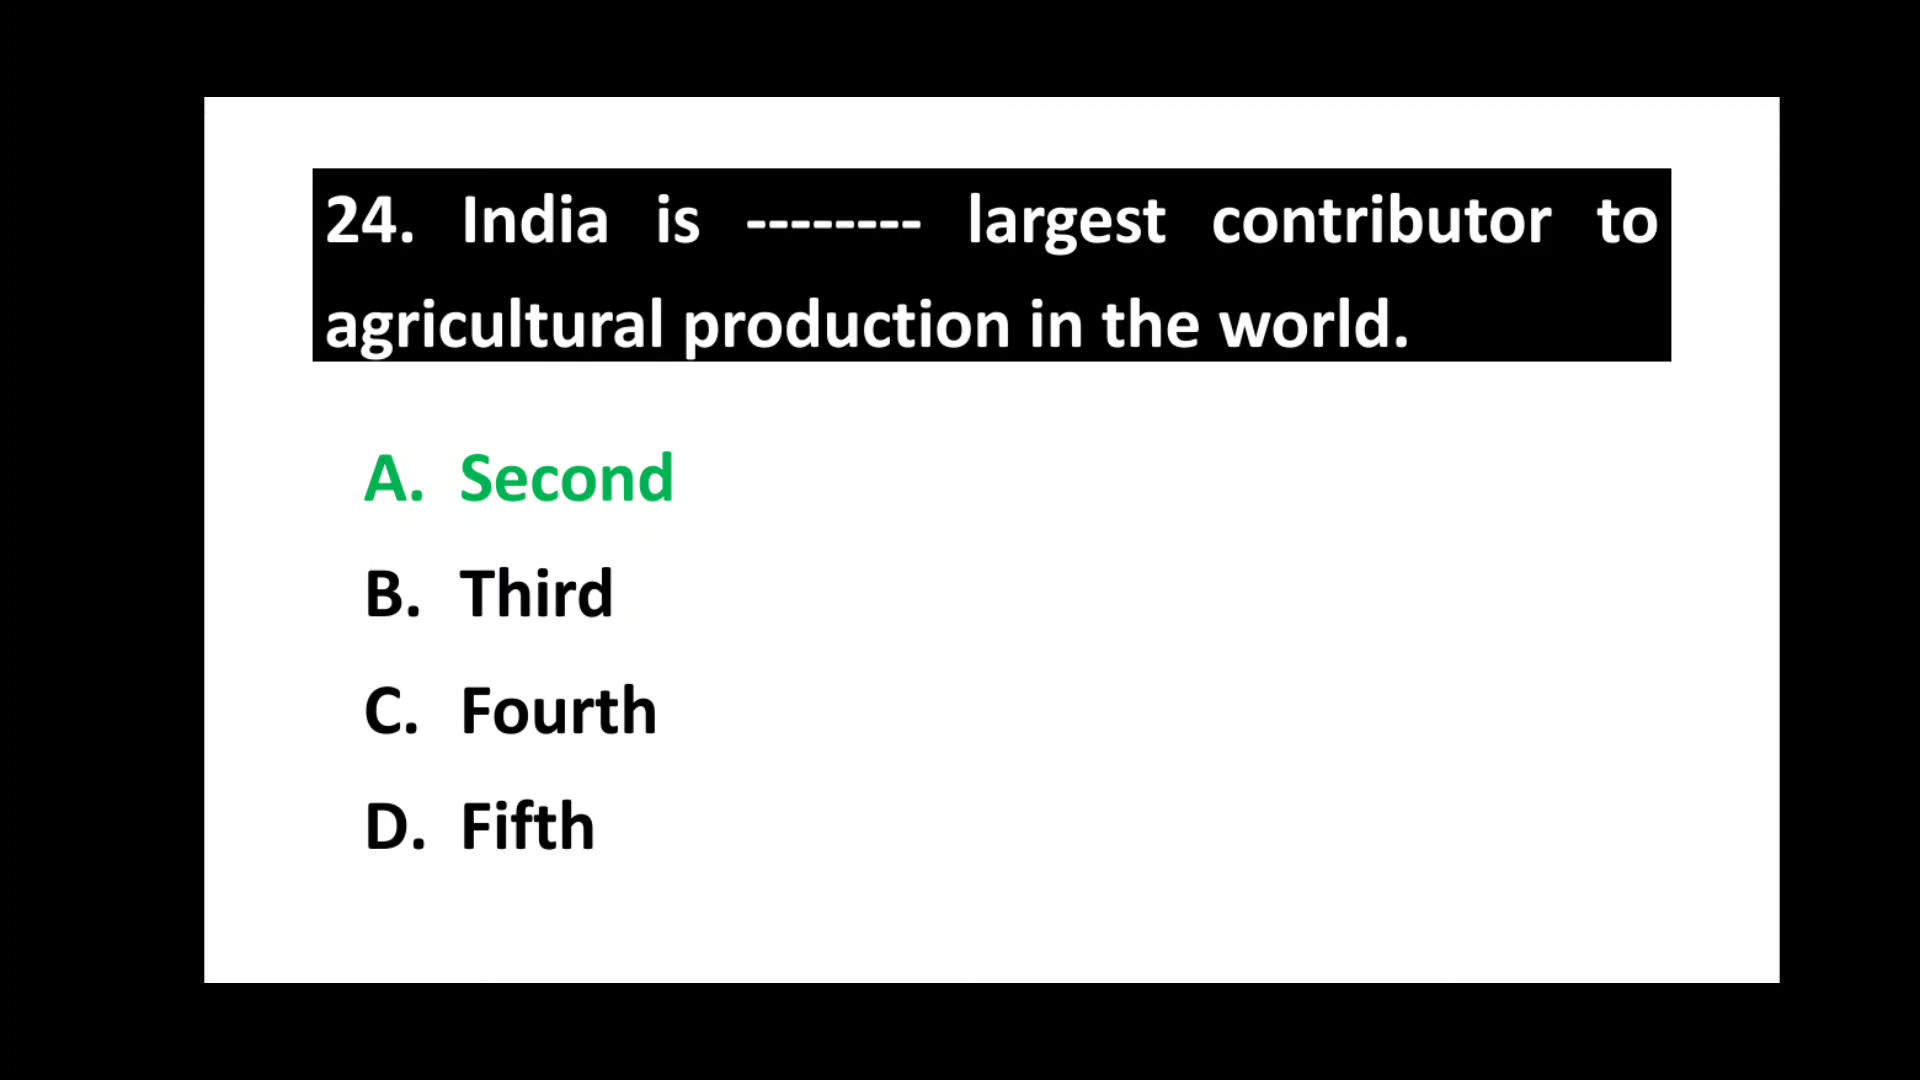 24. India is -------- largest contributor to
agricultural production in the world.
A. Second
B. Third
C. Fourth
D. Fifth